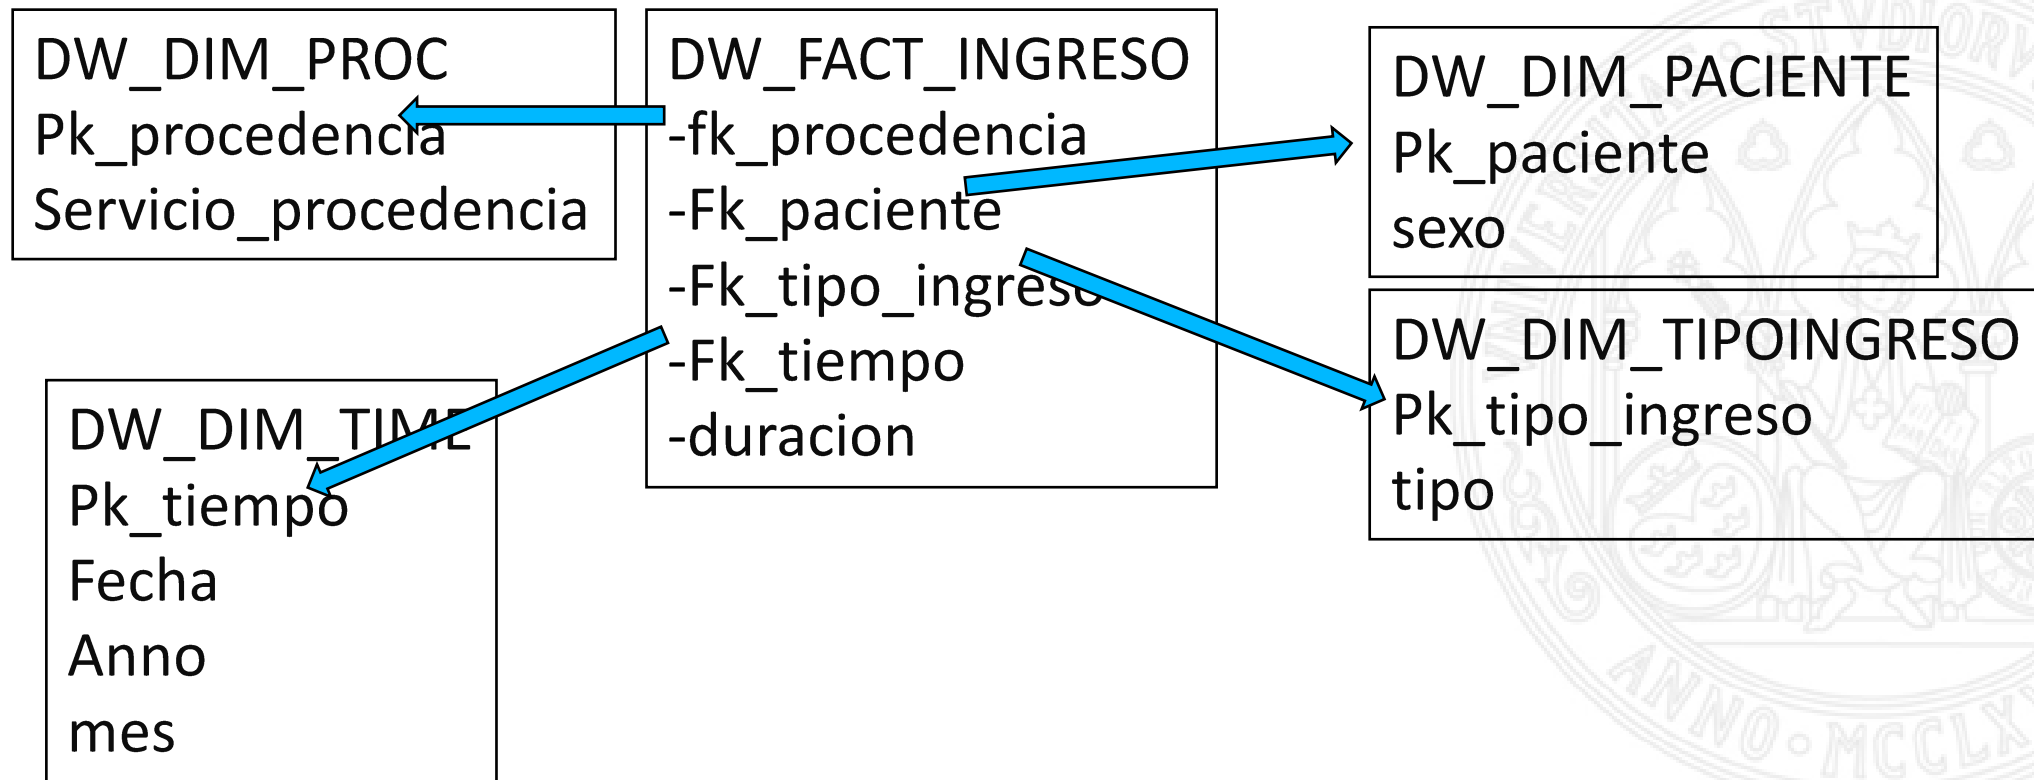 DW_DIM_PROC
Pk_procedencia
Servicio_procedencia
DW_FACT_INGRESO
-fk_procedencia
-Fk_paciente
-Fk_tipo_ingreso
-Fk_tiempo
-duracion
DW_DIM_PACIENTE
Pk_paciente
sexo
DW_DIM_TIPOINGRESO
Pk_tipo_ingreso
tipo
DW_DIM_TIME
Pk_tiempo
Fecha
Anno
mes
ANNO